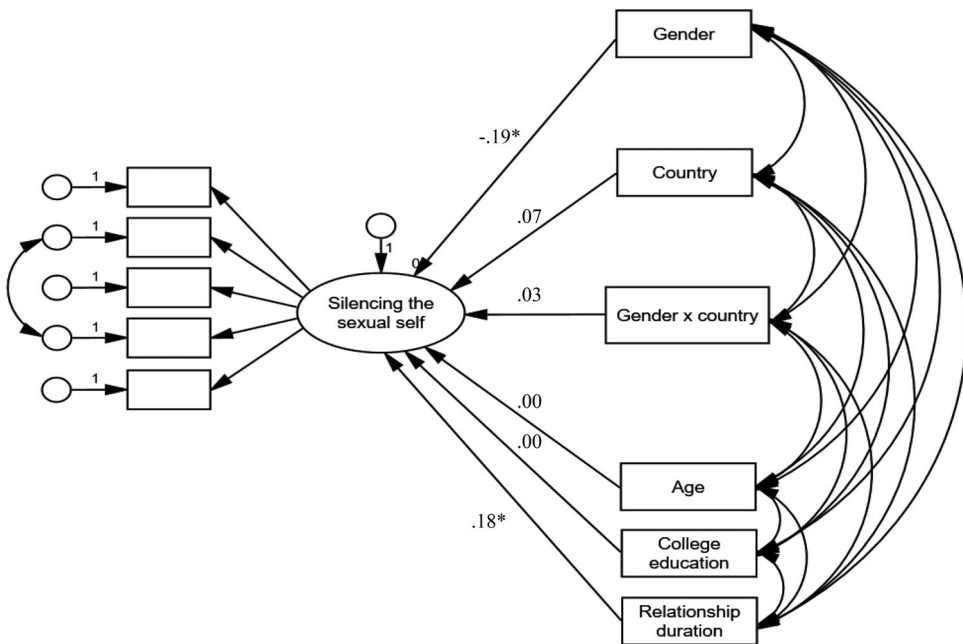 Gender
-.19*
Country
1
1
.07
1
1
0
1
Silencing the
sexual self
.03
Gender x country
1
1
.00
.00
Age
.18*
College
education
Relationship
duration